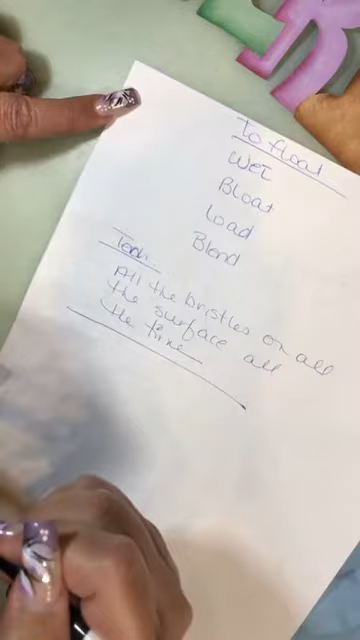 To float
Wet
Bloat
Load
Blend
Tech.
All the bristles on all
the surface all
the time